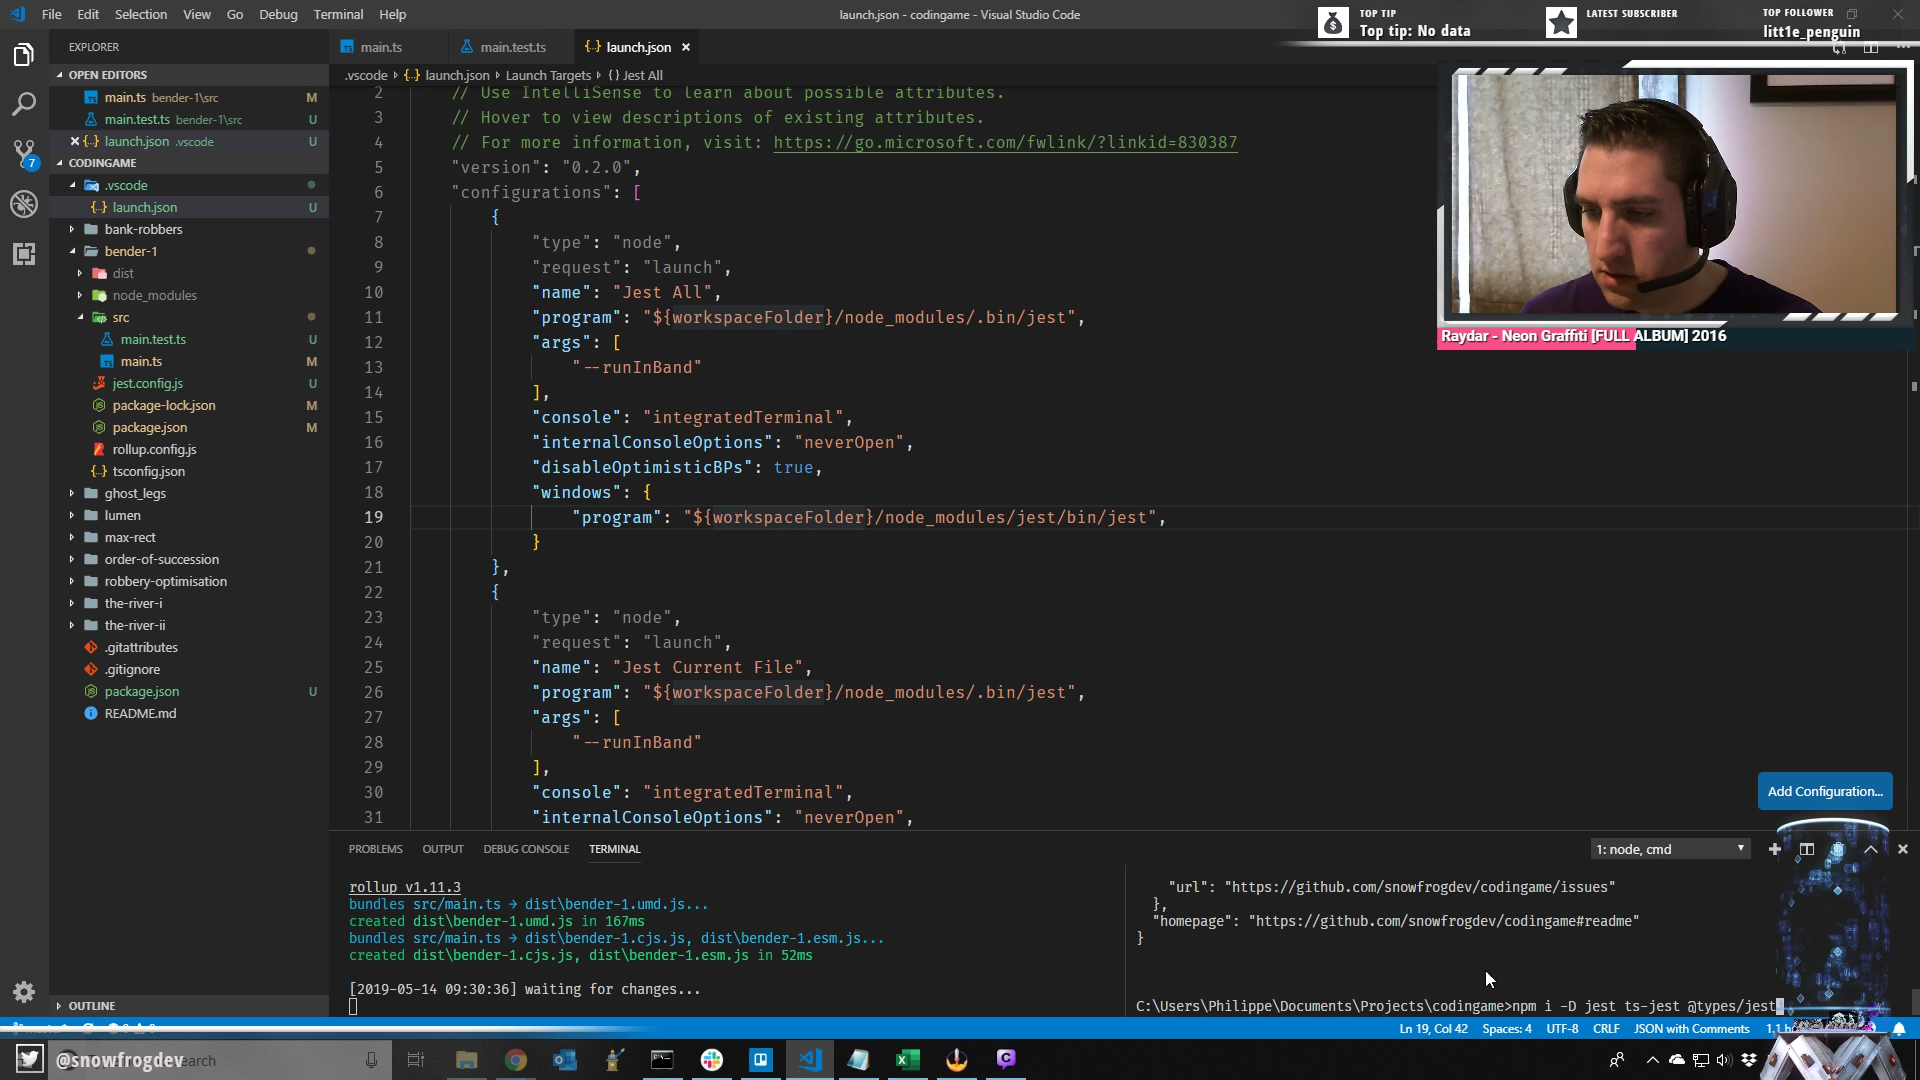 File Edit Selection View Go Debug Terminal Help
launch.json - codingame - Visual Studio Code
TOP TIP
Top tip: No data
LATEST SUBSCRIBER
TOP FOLLOWER
litt1e_penguin
EXPLORER
OPEN EDITORS
main.ts bender-1\src M
main.test.ts bender-1\src U
launch.json .vscode U
CODINGAME
.vscode
launch.json U
bank-robbers
bender-1
dist
node_modules
src
main.test.ts U
main.ts M
jest.config.js U
package-lock.json M
package.json M
rollup.config.js
tsconfig.json
ghost_legs
lumen
max-rect
order-of-succession
robbery-optimisation
the-river-i
the-river-ii
.gitattributes
.gitignore
package.json U
README.md
OUTLINE
7
main.ts main.test.ts launch.json
.vscode launch.json Launch Targets {} Jest All
2 // Use IntelliSense to learn about possible attributes.
3 // Hover to view descriptions of existing attributes.
4 // For more information, visit: https://go.microsoft.com/fwlink/?linkid=830387
5 "version": "0.2.0",
6 "configurations": [
7 {
8 "type": "node",
9 "request": "launch",
10 "name": "Jest All",
11 "program": "${workspaceFolder}/node_modules/.bin/jest",
12 "args": [
13 "--runInBand"
14 ],
15 "console": "integratedTerminal",
16 "internalConsoleOptions": "neverOpen",
17 "disableOptimisticBPs": true,
18 "windows": {
19 "program": "${workspaceFolder}/node_modules/jest/bin/jest",
20 }
21 },
22 {
23 "type": "node",
24 "request": "launch",
25 "name": "Jest Current File",
26 "program": "${workspaceFolder}/node_modules/.bin/jest",
27 "args": [
28 "--runInBand"
29 ],
30 "console": "integratedTerminal",
31 "internalConsoleOptions": "neverOpen",
Raydar - Neon Graffiti [FULL ALBUM] 2016
Add Configuration...
PROBLEMS OUTPUT DEBUG CONSOLE TERMINAL
1: node, cmd
rollup v1.11.3
bundles src/main.ts → dist\bender-1.umd.js...
created dist\bender-1.umd.js in 167ms
bundles src/main.ts → dist\bender-1.cjs.js, dist\bender-1.esm.js...
created dist\bender-1.cjs.js, dist\bender-1.esm.js in 52ms
[2019-05-14 09:30:36] waiting for changes...
"url": "https://github.com/snowfrogdev/codingame/issues"
},
"homepage": "https://github.com/snowfrogdev/codingame#readme"
}
C:\Users\Philippe\Documents\Projects\codingame>npm i -D jest ts-jest @types/jest
Ln 19, Col 42 Spaces: 4 UTF-8 CRLF JSON with Comments
@snowfrogdev